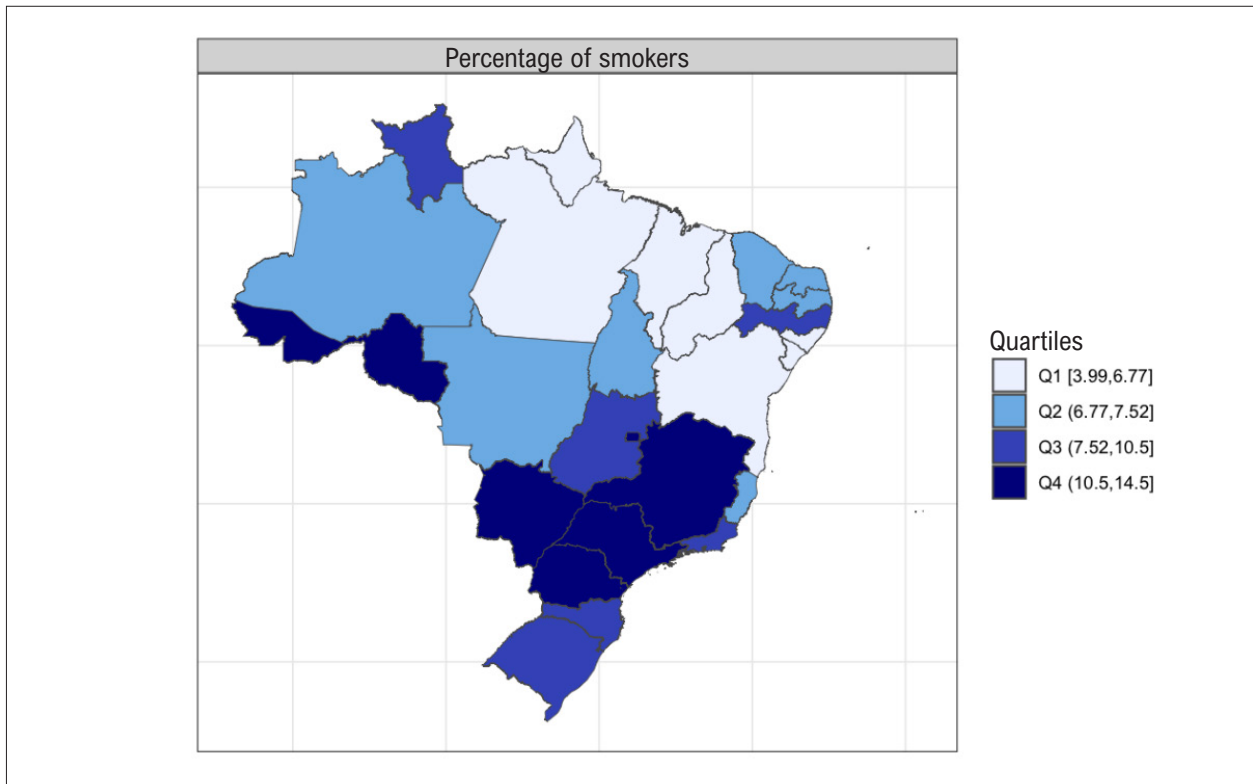 Percentage of smokers
Quartiles
Q1 [3.99,6.77]
Q2 (6.77,7.52]
Q3 (7.52,10.5]
Q4 (10.5,14.5]